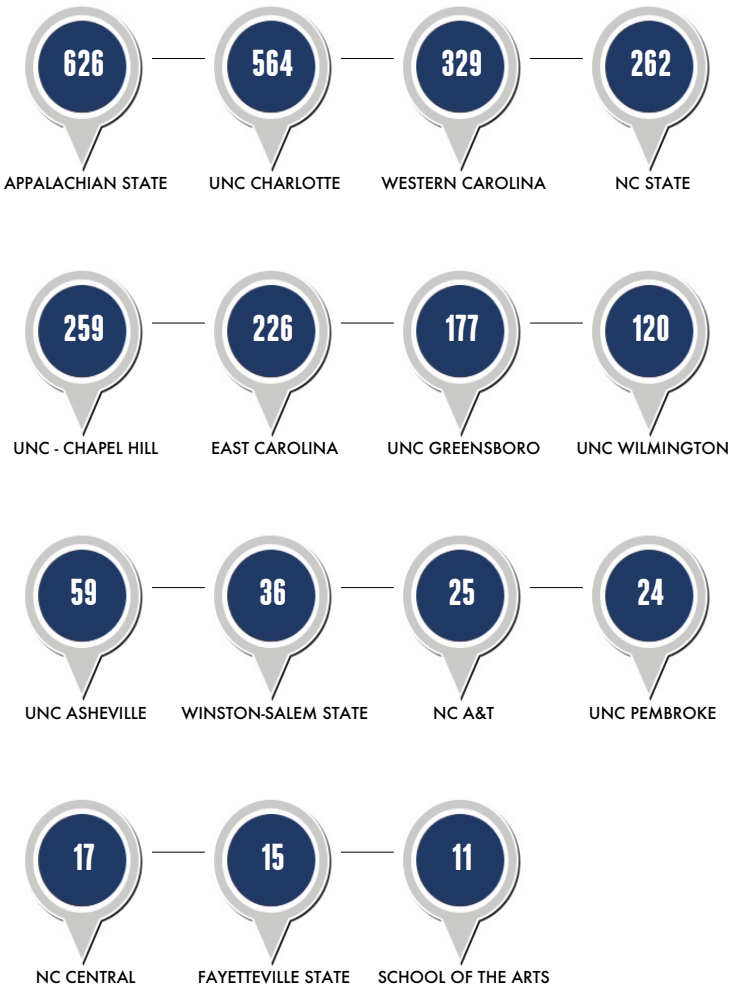 626
564
329
262
APPALACHIAN STATE
UNC CHARLOTTE
WESTERN CAROLINA
NC STATE
259
226
177
120
UNC - CHAPEL HILL
EAST CAROLINA
UNC GREENSBORO
UNC WILMINGTON
59
36
25
24
UNC ASHEVILLE
WINSTON-SALEM STATE
NC A&T
UNC PEMBROKE
17
15
11
NC CENTRAL
FAYETTEVILLE STATE
SCHOOL OF THE ARTS